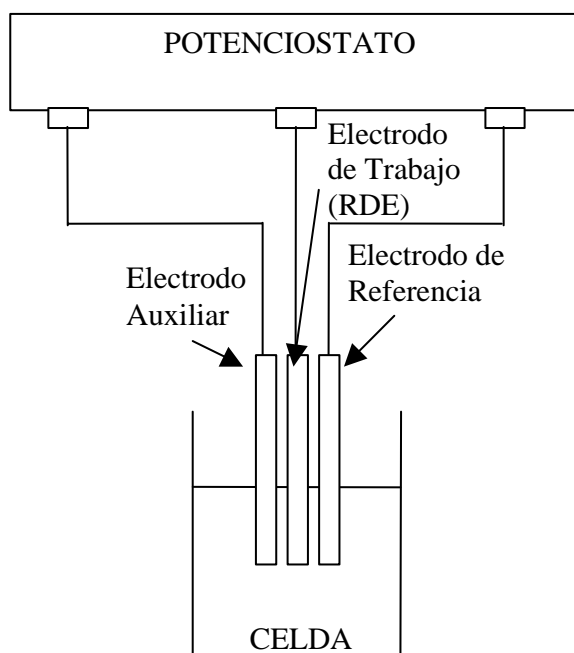 POTENCIOSTATO
Electrodo
de Trabajo
(RDE)
Electrodo de
Referencia
Electrodo
Auxiliar
CELDA